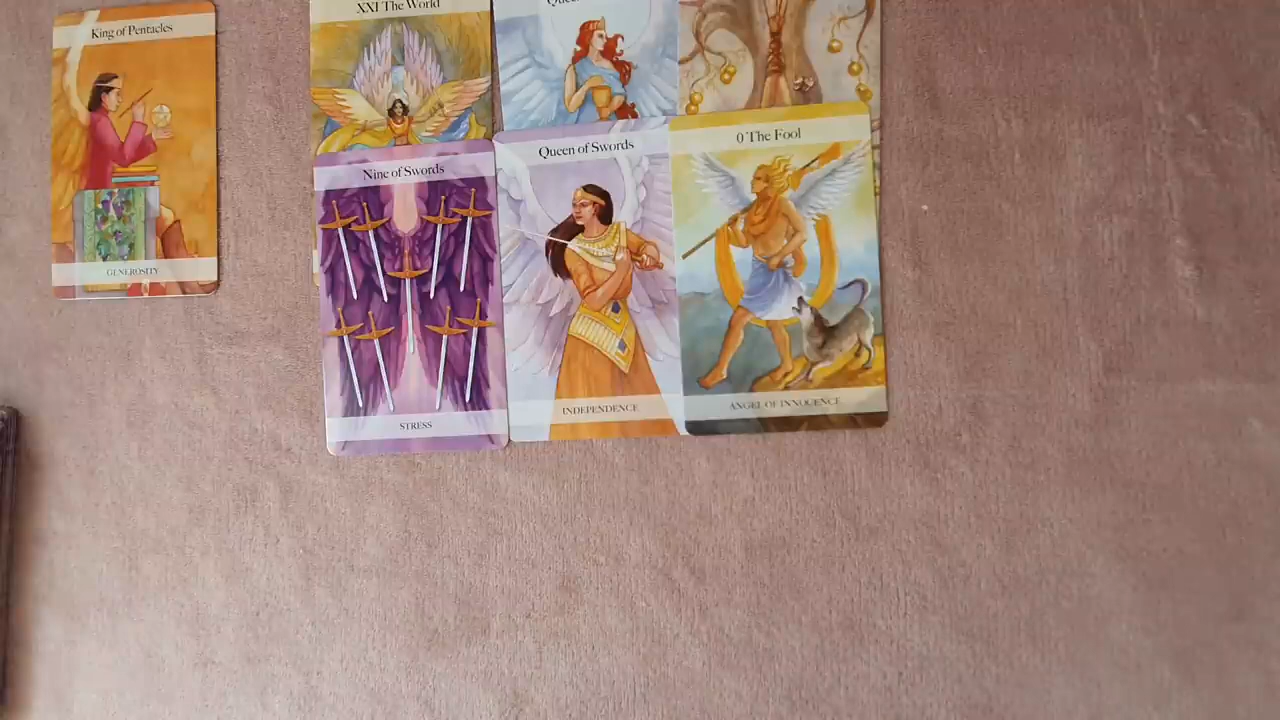 King of Pentacles
GENEROSITY
XXI The World
Nine of Swords
STRESS
Queen of Swords
INDEPENDENCE
0 The Fool
ANGEL OF INNOCENCE